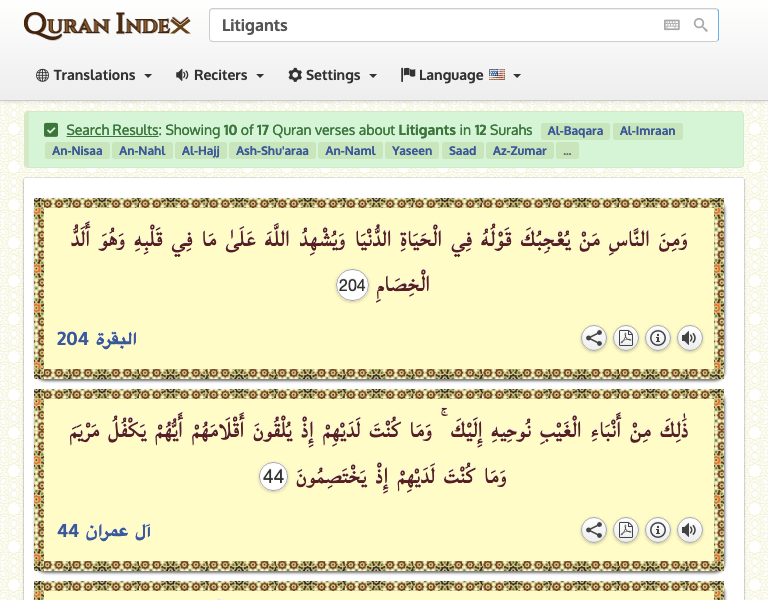 QURAN INDEX
Litigants
Translations Reciters Settings Language
Search Results: Showing 10 of 17 Quran verses about Litigants in 12 Surahs Al-Baqara Al-Imraan
An-Nisaa An-Nahl Al-Hajj Ash-Shu'araa An-Naml Yaseen Saad Az-Zumar ...
وَمِنَ النَّاسِ مَنْ يُعْجِبُكَ قَوْلُهُ فِي الْحَيَاةِ الدُّنْيَا وَيُشْهِدُ اللَّهَ عَلَىٰ مَا فِي قَلْبِهِ وَهُوَ أَلَدُّ
الْخِصَامِ 204
البقرة 204
ذَٰلِكَ مِنْ أَنْبَاءِ الْغَيْبِ نُوحِيهِ إِلَيْكَ ۚ وَمَا كُنْتَ لَدَيْهِمْ إِذْ يُلْقُونَ أَقْلَامَهُمْ أَيُّهُمْ يَكْفُلُ مَرْيَمَ
وَمَا كُنْتَ لَدَيْهِمْ إِذْ يَخْتَصِمُونَ 44
آل عمران 44